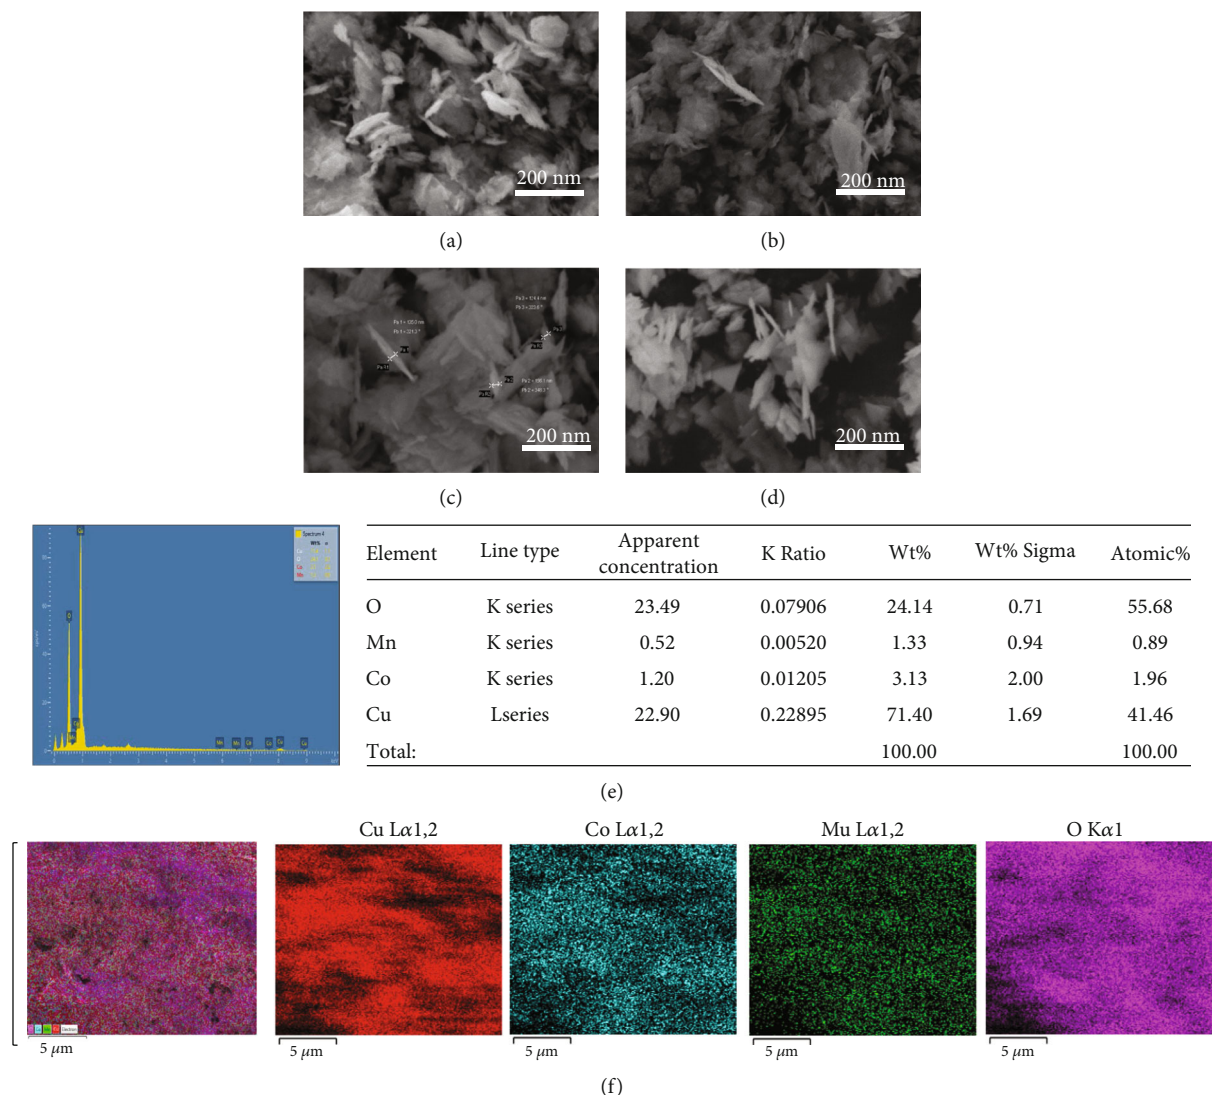 200 nm
200 nm
(a)
(b)
200 nm
200 nm
(c)
(d)
Spectrum 4
Element Line type Apparent concentration K Ratio Wt% Wt% Sigma Atomic%
O K series 23.49 0.07906 24.14 0.71 55.68
Mn K series 0.52 0.00520 1.33 0.94 0.89
Co K series 1.20 0.01205 3.13 2.00 1.96
Cu Lseries 22.90 0.22895 71.40 1.69 41.46
Total: 100.00 100.00
(e)
Cu Lα1,2
Co Lα1,2
Mu Lα1,2
O Kα1
5 μm
5 μm
5 μm
5 μm
5 μm
(f)